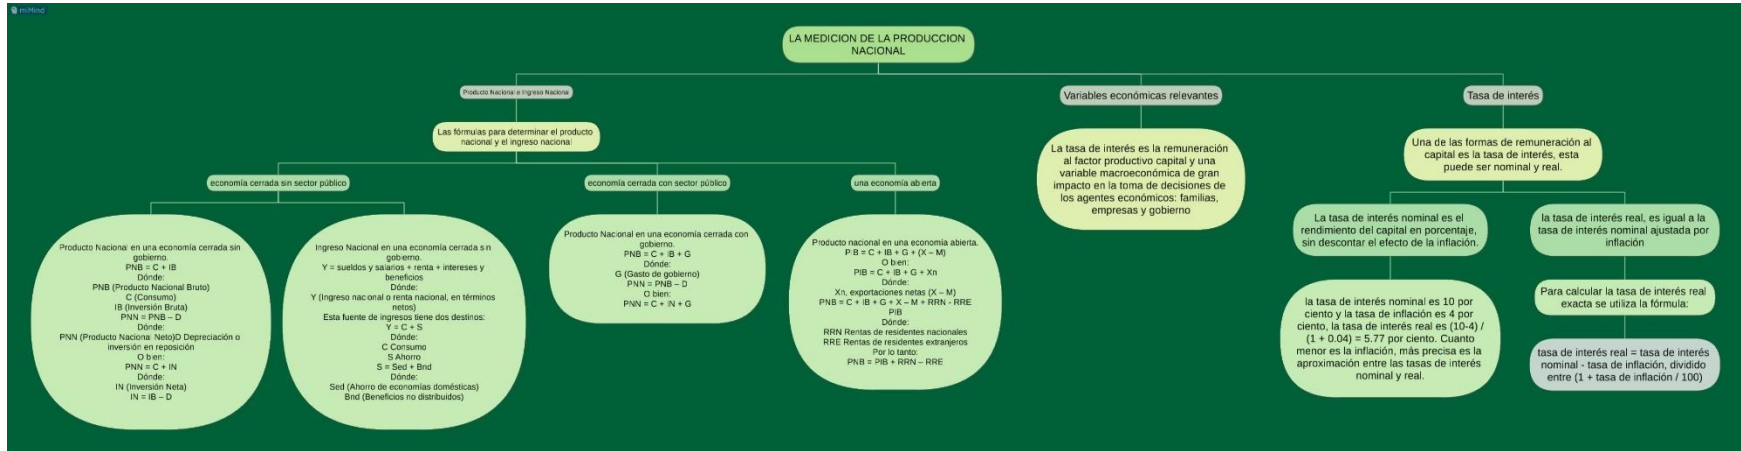 miMind
LA MEDICION DE LA PRODUCCION
NACIONAL
Producto Nacional e Ingreso Nacional
Variables económicas relevantes
Tasa de interés
Las fórmulas para determinar el producto
nacional y el ingreso nacional
La tasa de interés es la remuneración
al factor productivo capital y una
variable macroeconómica de gran
impacto en la toma de decisiones de
los agentes económicos: familias,
empresas y gobierno
Una de las formas de remuneración al
capital es la tasa de interés, esta
puede ser nominal y real.
economía cerrada sin sector público
economía cerrada con sector público
una economía abierta
Producto Nacional en una economía cerrada sin
gobierno.
PNB = C + IB
Dónde:
PNB (Producto Nacional Bruto)
C (Consumo)
IB (Inversión Bruta)
PNN = PNB – D
Dónde:
PNN (Producto Nacional Neto)D Depreciación o
inversión en reposición
O bien:
PNN = C + IN
Dónde:
IN (Inversión Neta)
IN = IB – D
Ingreso Nacional en una economía cerrada sin
gobierno.
Y = sueldos y salarios + renta + intereses y
beneficios
Dónde:
Y (Ingreso nacional o renta nacional, en términos
netos)
Esta fuente de ingresos tiene dos destinos:
Y = C + S
Dónde:
C Consumo
S Ahorro
S = Sed + Bnd
Dónde:
Sed (Ahorro de economías domésticas)
Bnd (Beneficios no distribuidos)
Producto Nacional en una economía cerrada con
gobierno.
PNB = C + IB + G
Dónde:
G (Gasto de gobierno)
PNN = PNB – D
O bien:
PNN = C + IN + G
Producto nacional en una economía abierta.
PIB = C + IB + G + (X – M)
O bien:
PIB = C + IB + G + Xn
Dónde:
Xn, exportaciones netas (X – M)
PNB = C + IB + G + X – M + RRN - RRE
PIB
Dónde:
RRN Rentas de residentes nacionales
RRE Rentas de residentes extranjeros
Por lo tanto:
PNB = PIB + RRN – RRE
La tasa de interés nominal es el
rendimiento del capital en porcentaje,
sin descontar el efecto de la inflación.
la tasa de interés nominal es 10 por
ciento y la tasa de inflación es 4 por
ciento, la tasa de interés real es (10-4) /
(1 + 0.04) = 5.77 por ciento. Cuanto
menor es la inflación, más precisa es la
aproximación entre las tasas de interés
nominal y real.
la tasa de interés real, es igual a la
tasa de interés nominal ajustada por
inflación
Para calcular la tasa de interés real
exacta se utiliza la fórmula:
tasa de interés real = tasa de interés
nominal - tasa de inflación, dividido
entre (1 + tasa de inflación / 100)